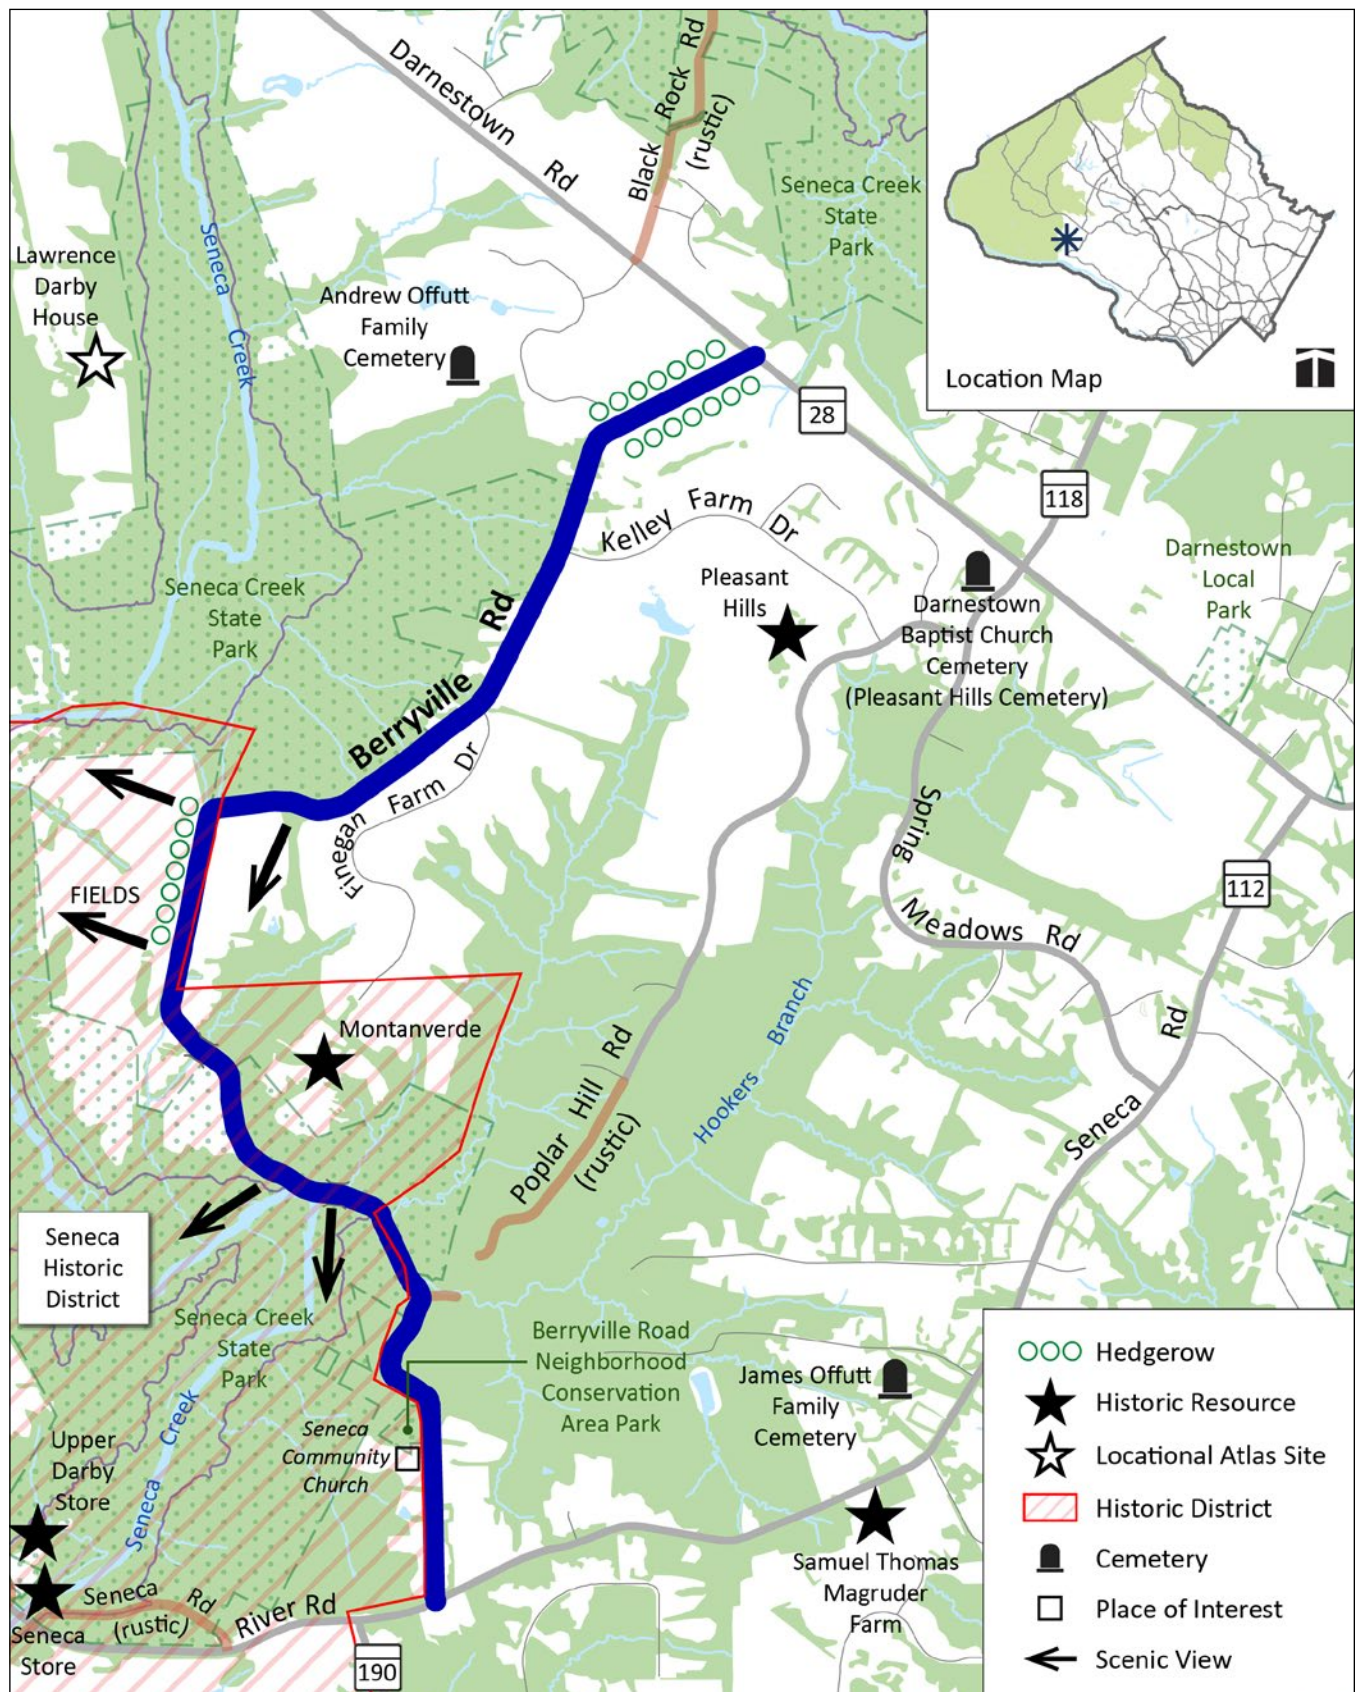 Darnestown
Rd
Black
Rock
Rd
(rustic)
Seneca Creek
State
Park
Location Map
Lawrence
Darby
House
Seneca
Creek
Andrew Offutt
Family
Cemetery
28
118
Kelley
Farm
Dr
Darnestown
Local
Park
Pleasant
Hills
Seneca Creek
State
Park
Darnestown
Baptist Church
Cemetery
(Pleasant Hills Cemetery)
Berryville
Rd
Finegan
Farm
Dr
FIELDS
Spring
Meadows
Rd
112
Montanverde
Hookers
Branch
Poplar
Hill
Rd
(rustic)
Seneca
Rd
Seneca
Historic
District
Seneca Creek
State
Park
Berryville Road
Neighborhood
Conservation
Area Park
James Offutt
Family
Cemetery
Seneca
Community
Church
Upper
Darby
Store
Seneca
Creek
Samuel Thomas
Magruder
Farm
Seneca
Rd
(rustic)
River Rd
Seneca
Store
190
Hedgerow
Historic Resource
Locational Atlas Site
Historic District
Cemetery
Place of Interest
Scenic View